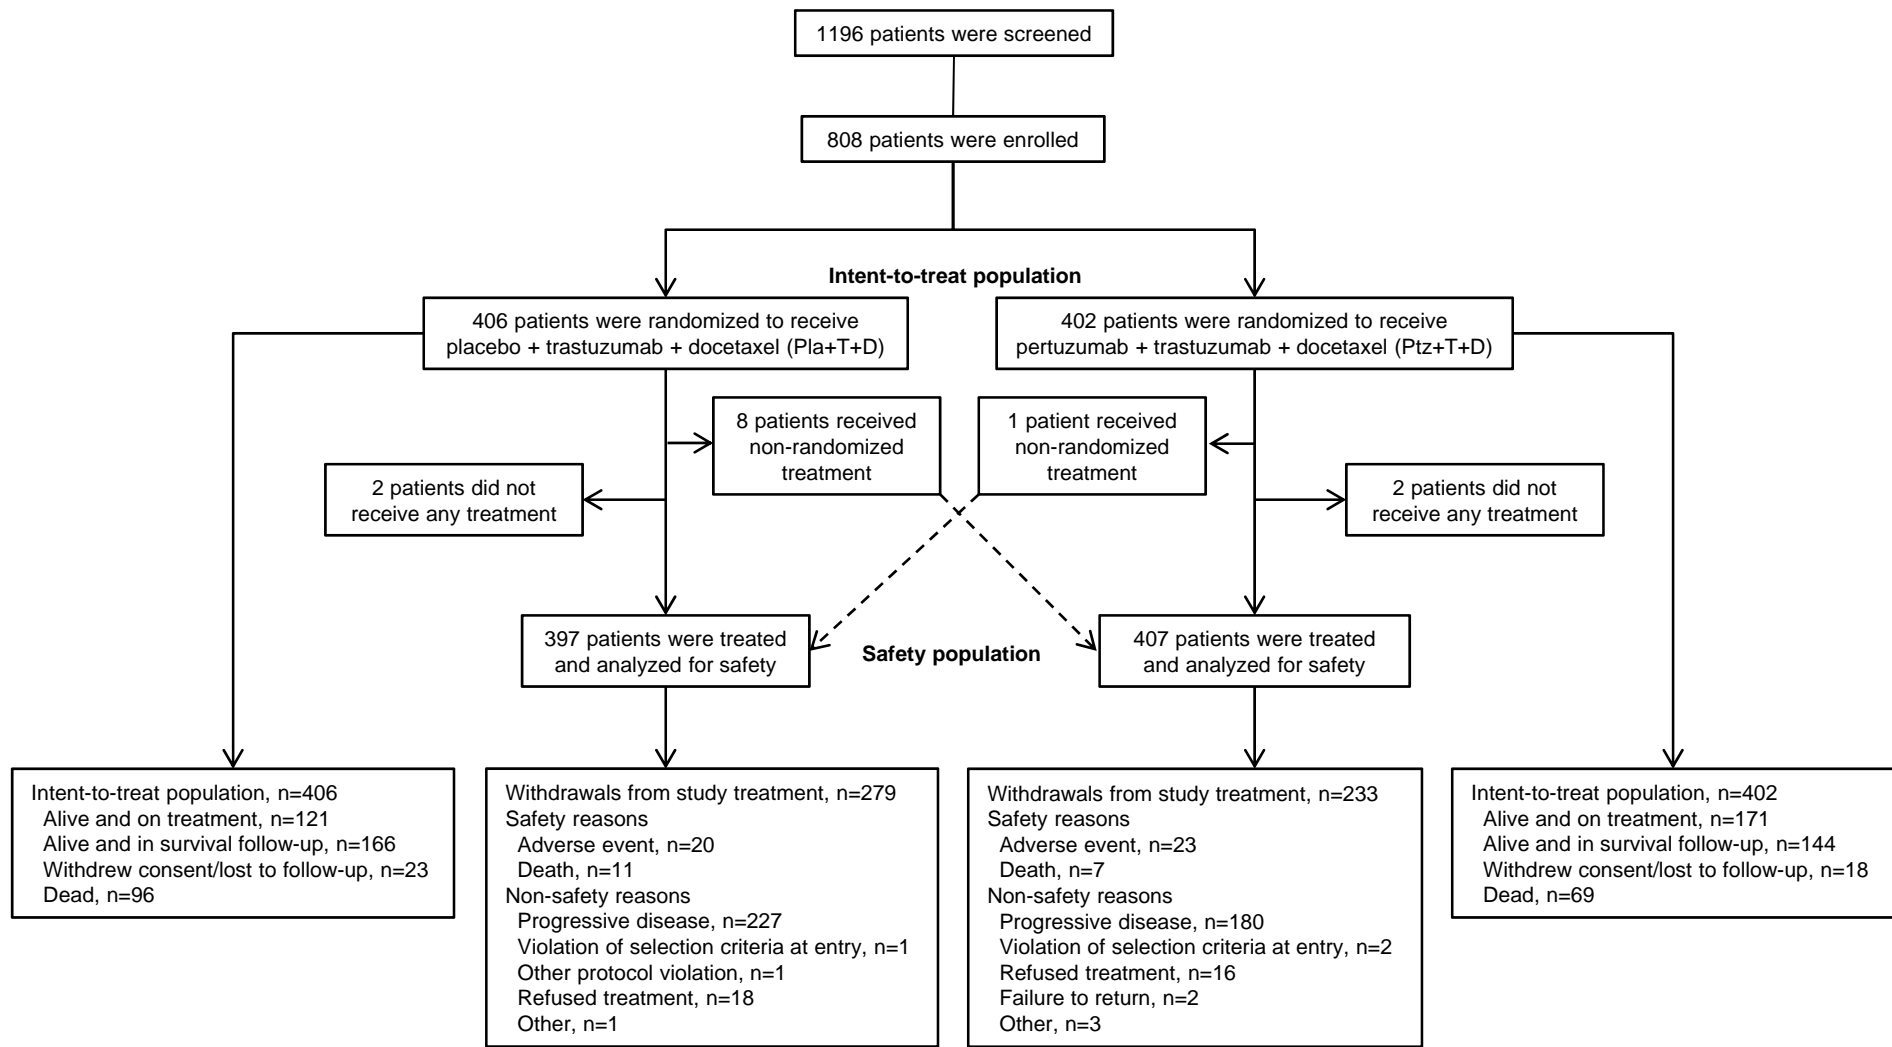 1196 patients were screened
808 patients were enrolled
Intent-to-treat population
406 patients were randomized to receive
placebo + trastuzumab + docetaxel (Pla+T+D)
402 patients were randomized to receive
pertuzumab + trastuzumab + docetaxel (Ptz+T+D)
8 patients received
non-randomized
treatment
1 patient received
non-randomized
treatment
2 patients did not
receive any treatment
2 patients did not
receive any treatment
397 patients were treated
and analyzed for safety
Safety population
407 patients were treated
and analyzed for safety
Intent-to-treat population, n=406
Alive and on treatment, n=121
Alive and in survival follow-up, n=166
Withdrew consent/lost to follow-up, n=23
Dead, n=96
Withdrawals from study treatment, n=279
Safety reasons
Adverse event, n=20
Death, n=11
Non-safety reasons
Progressive disease, n=227
Violation of selection criteria at entry, n=1
Other protocol violation, n=1
Refused treatment, n=18
Other, n=1
Withdrawals from study treatment, n=233
Safety reasons
Adverse event, n=23
Death, n=7
Non-safety reasons
Progressive disease, n=180
Violation of selection criteria at entry, n=2
Refused treatment, n=16
Failure to return, n=2
Other, n=3
Intent-to-treat population, n=402
Alive and on treatment, n=171
Alive and in survival follow-up, n=144
Withdrew consent/lost to follow-up, n=18
Dead, n=69